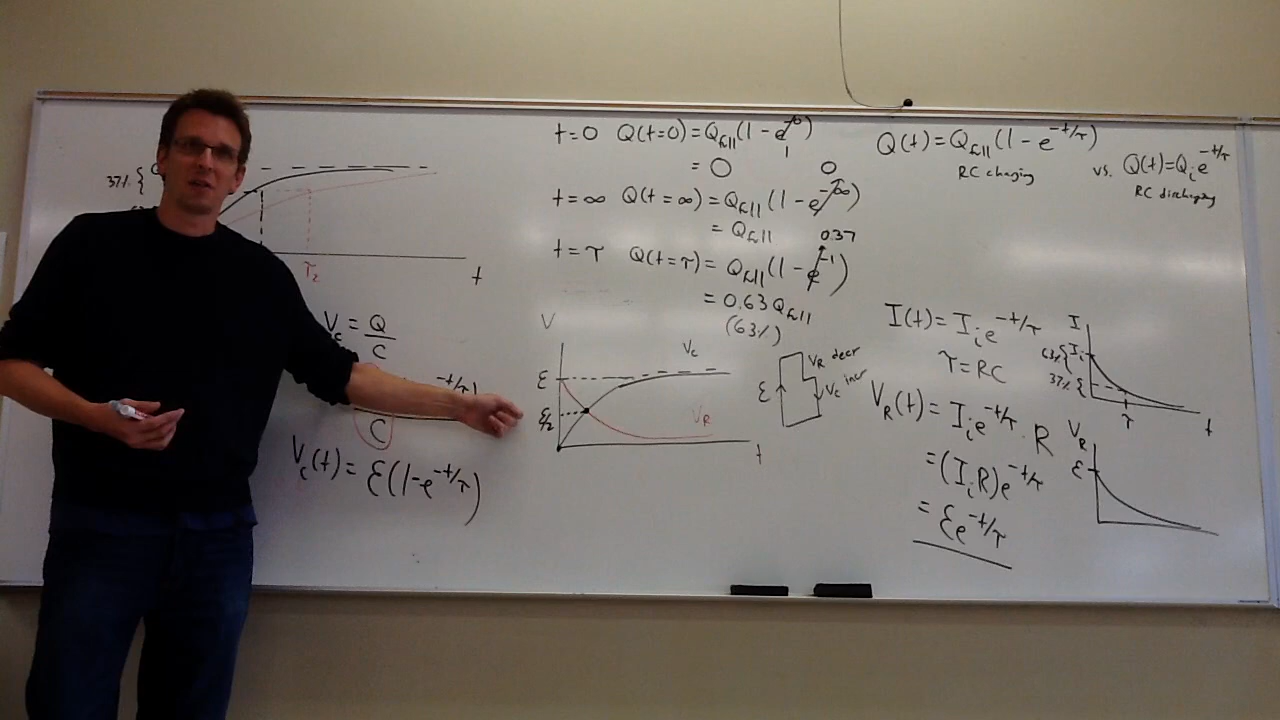 37% {
t
τ₂
V_c = Q/C
e^{-t/τ})
C
V_c(t) = ℰ(1-e^{-t/τ})
t=0 Q(t=0)=Q_full(1-e^{-0})
1
= 0
0
t=∞ Q(t=∞)=Q_full(1-e^{-∞})
= Q_full
0.37
t=τ Q(t=τ)= Q_full(1-e^{-1})
= 0.63 Q_full
(63%)
V
V_c
ℰ
ℰ/2
V_R
t
ℰ
V_R decr
V_c incr
Q(t)=Q_full(1-e^{-t/τ})
RC charging
vs. Q(t)=Q_i e^{-t/τ}
RC discharging
I(t)=I_i e^{-t/τ}
τ=RC
V_R(t)= I_i e^{-t/τ} · R
=(I_i R)e^{-t/τ}
= ℰe^{-t/τ}
I
63% { I_i
37% {
τ
t
V_R
ℰ